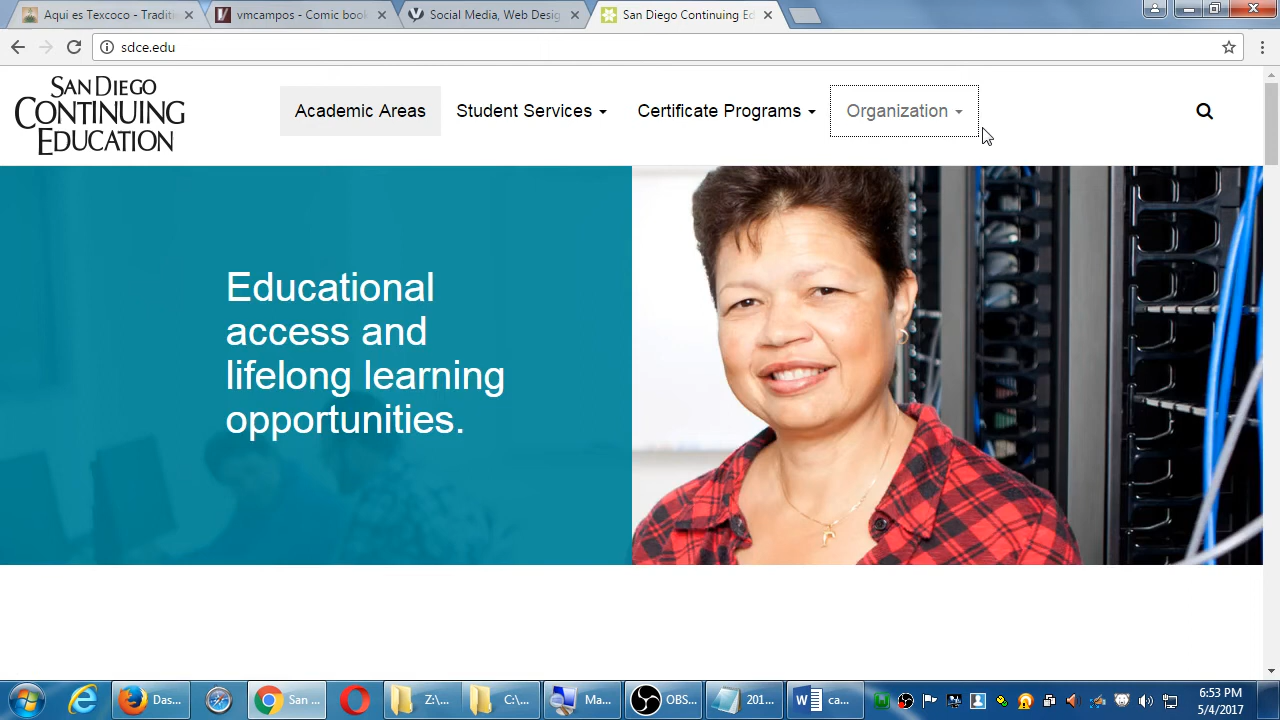 Aqui es Texcoco - Traditi
vmcampos - Comic book
Social Media, Web Desig
San Diego Continuing Ed
sdce.edu
SAN DIEGO
CONTINUING
EDUCATION
Academic Areas
Student Services
Certificate Programs
Organization
Educational
access and
lifelong learning
opportunities.
Das...
San ...
Z:\...
C:\...
Ma...
OBS...
201...
ca...
6:53 PM
5/4/2017